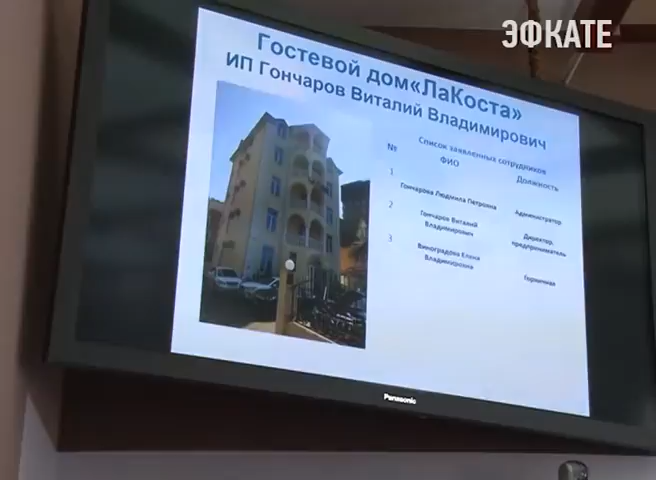 ЭФКАТЕ
Гостевой дом«ЛаКоста»
ИП Гончаров Виталий Владимирович
Список заявленных сотрудников
№ ФИО Должность
1 Гончарова Людмила Петровна Администратор
2 Гончаров Виталий Директор,
Владимирович предприниматель
3 Виноградова Елена
Владимировна Горничная
Panasonic